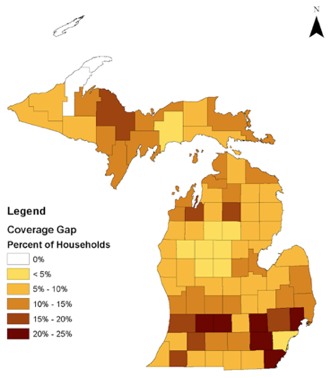 N
Legend
Coverage Gap
Percent of Households
0%
< 5%
5% - 10%
10% - 15%
15% - 20%
20% - 25%